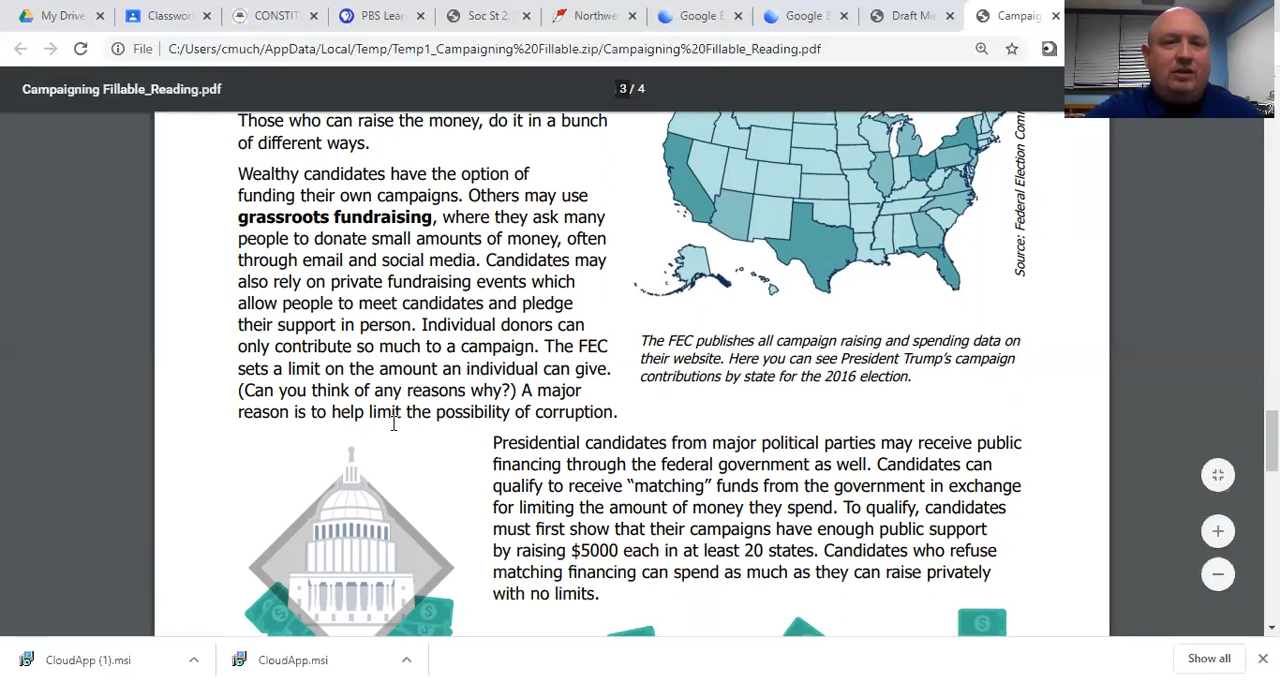 My Drive
Classwor
CONSTIT
PBS Lear
Soc St 2.
Northwe
Google E
Google E
Draft Mi
Campaig
File
C:/Users/cmuch/AppData/Local/Temp/Temp1_Campaigning%20Fillable.zip/Campaigning%20Fillable_Reading.pdf
Campaigning Fillable_Reading.pdf
3 / 4
Those who can raise the money, do it in a bunch
of different ways.
Wealthy candidates have the option of
funding their own campaigns. Others may use
grassroots fundraising, where they ask many
people to donate small amounts of money, often
through email and social media. Candidates may
also rely on private fundraising events which
allow people to meet candidates and pledge
their support in person. Individual donors can
only contribute so much to a campaign. The FEC
sets a limit on the amount an individual can give.
(Can you think of any reasons why?) A major
reason is to help limit the possibility of corruption.
Source: Federal Election Com
The FEC publishes all campaign raising and spending data on
their website. Here you can see President Trump's campaign
contributions by state for the 2016 election.
Presidential candidates from major political parties may receive public
financing through the federal government as well. Candidates can
qualify to receive “matching” funds from the government in exchange
for limiting the amount of money they spend. To qualify, candidates
must first show that their campaigns have enough public support
by raising $5000 each in at least 20 states. Candidates who refuse
matching financing can spend as much as they can raise privately
with no limits.
CloudApp (1).msi
CloudApp.msi
Show all